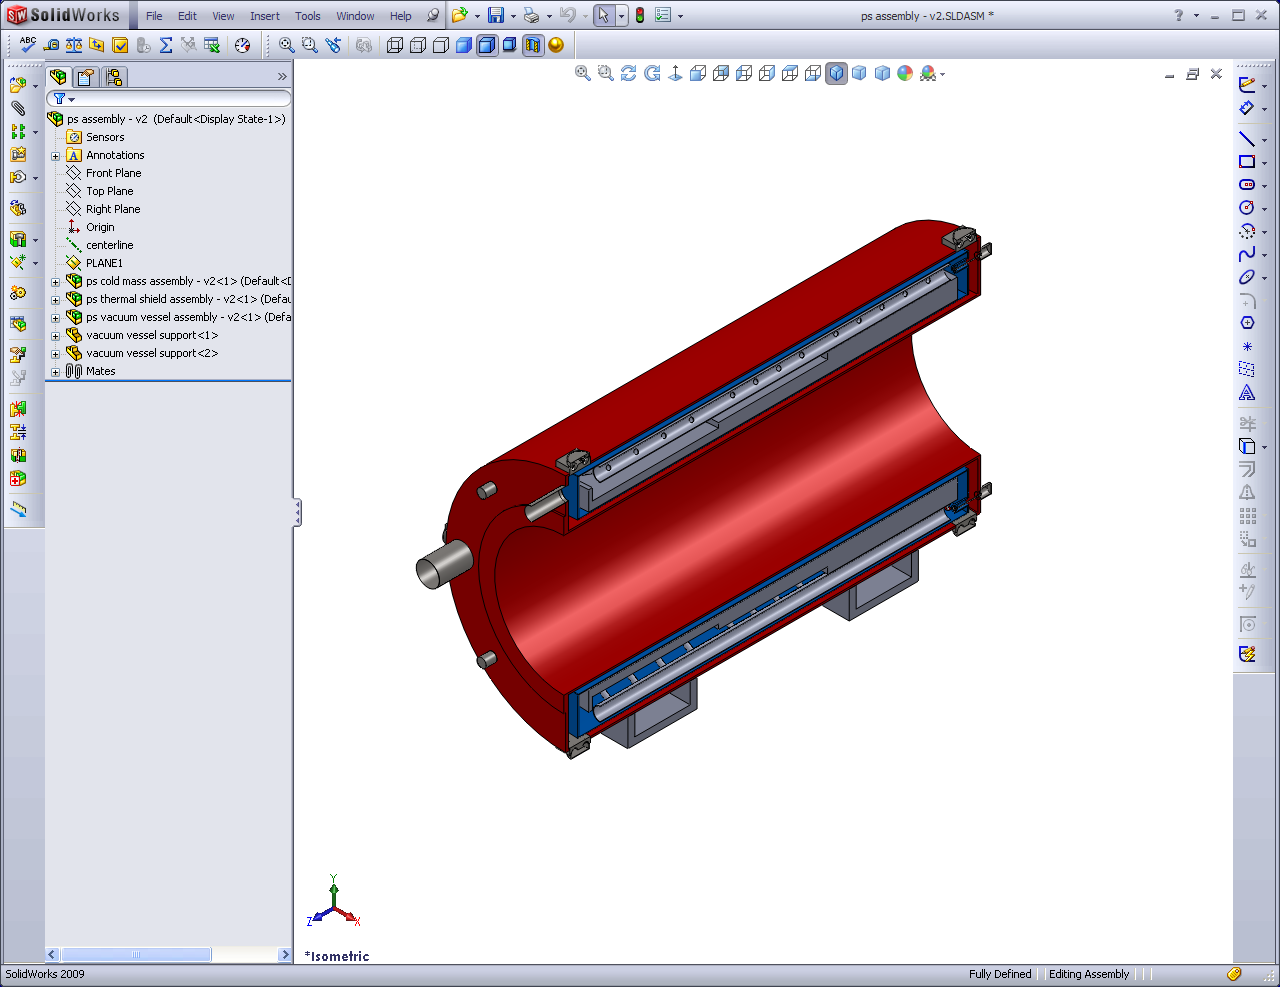 SW SolidWorks File Edit View Insert Tools Window Help ps assembly - v2.SLDASM * ?
ABC
ps assembly - v2 (Default<Display State-1>)
Sensors
A Annotations
Front Plane
Top Plane
Right Plane
Origin
centerline
PLANE1
ps cold mass assembly - v2<1> (Default<D
ps thermal shield assembly - v2<1> (Defau
ps vacuum vessel assembly - v2<1> (Defa
vacuum vessel support<1>
vacuum vessel support<2>
Mates
Y
Z X
*Isometric
SolidWorks 2009 Fully Defined Editing Assembly